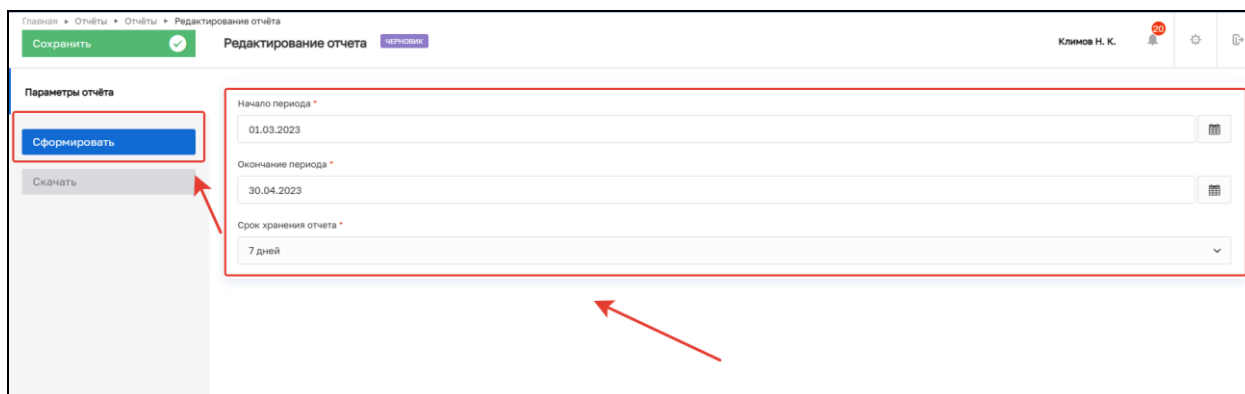 Главная ▸ Отчёты ▸ Отчёты ▸ Редактирование отчёта
Сохранить
Редактирование отчета ЧЕРНОВИК
Климов Н. К.
20
Параметры отчёта
Сформировать
Скачать
Начало периода *
01.03.2023
Окончание периода *
30.04.2023
Срок хранения отчета *
7 дней